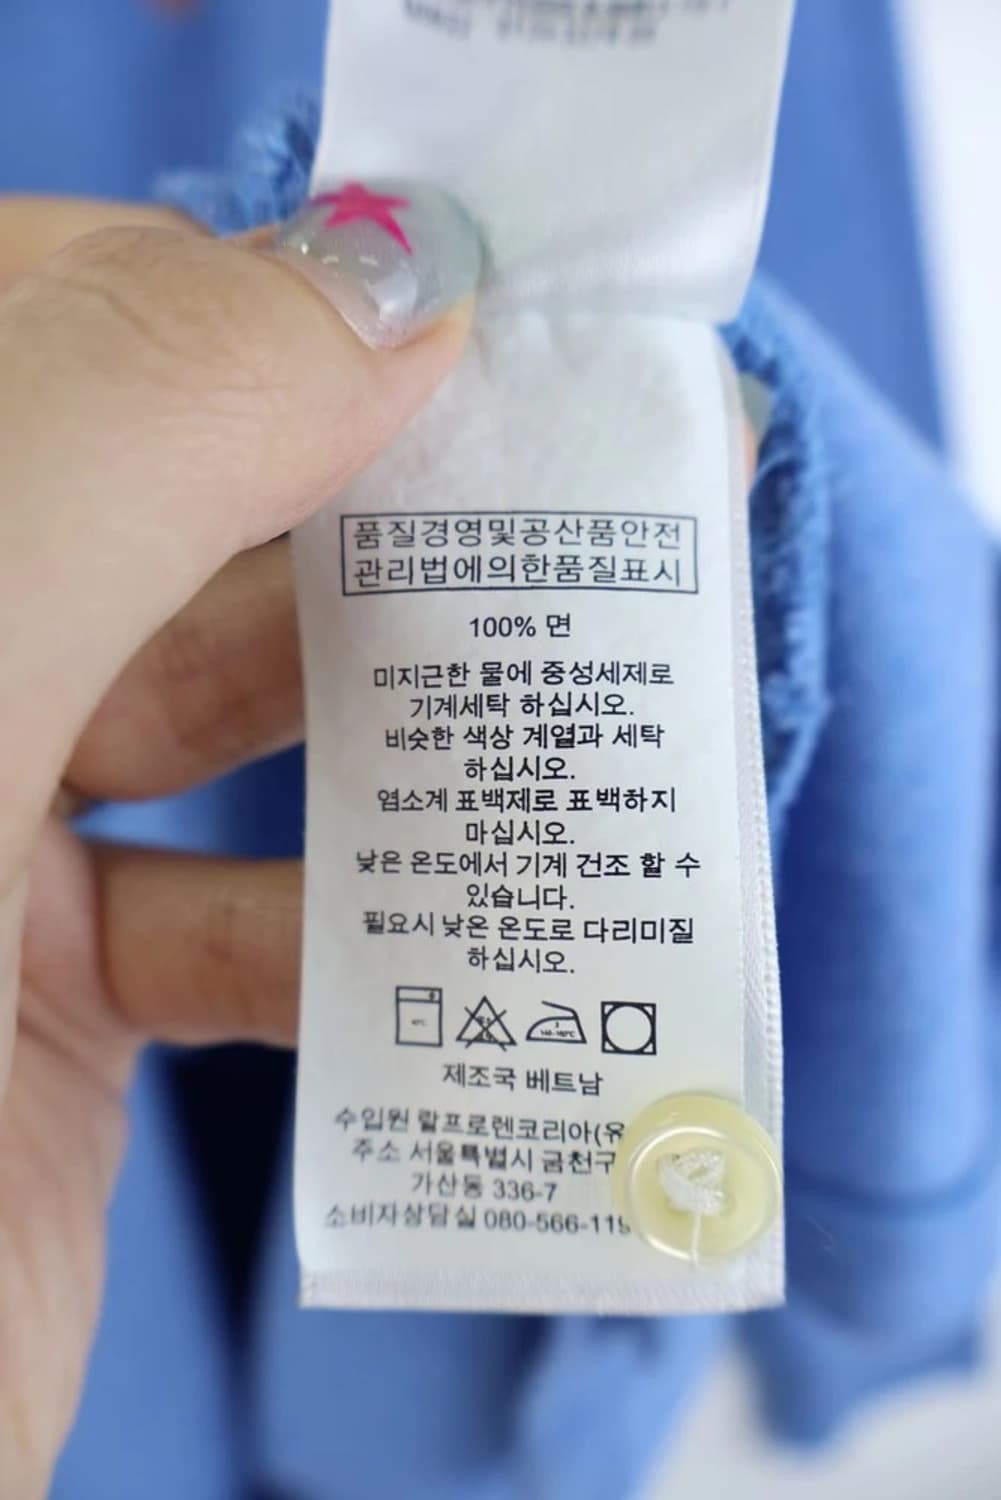 품질경영및공산품안전
관리법에의한품질표시
100% 면
미지근한 물에 중성세제로
기계세탁 하십시오.
비슷한 색상 계열과 세탁
하십시오.
염소계 표백제로 표백하지
마십시오.
낮은 온도에서 기계 건조 할 수
있습니다.
필요시 낮은 온도로 다리미질
하십시오.
제조국 베트남
수입원 랄프로렌코리아(유
주소 서울특별시 금천구
가산동 336-7
소비자상담실 080-566-119